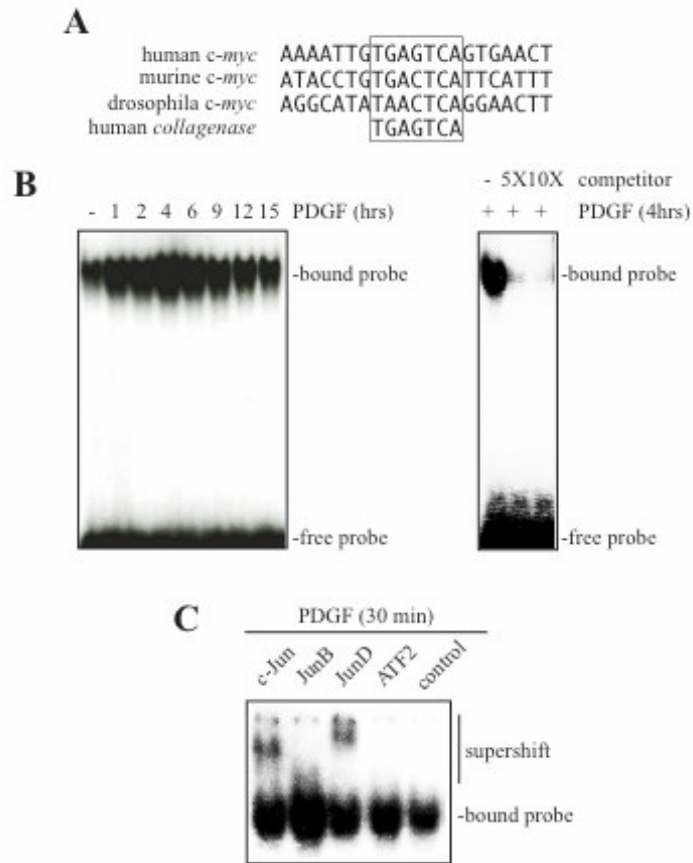 A
human c-myc AAAATTGTGAGTCAGTGAACT
murine c-myc ATACCTGTGACTCATTCATTT
drosophila c-myc AGGCATATAACTCAGGAACTT
human collagenase TGAGTCA
B
- 1 2 4 6 9 12 15 PDGF (hrs)
-bound probe
-free probe
- 5X10X competitor
+ + + PDGF (4hrs)
-bound probe
-free probe
C
PDGF (30 min)
c-Jun JunB JunD ATF2 control
supershift
-bound probe